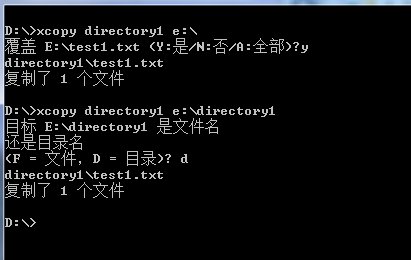 D:\>xcopy directory1 e:\
覆盖 E:\test1.txt (Y:是/N:否/A:全部)?y
directory1\test1.txt
复制了 1 个文件
D:\>xcopy directory1 e:\directory1
目标 E:\directory1 是文件名
还是目录名
(F = 文件，D = 目录)? d
directory1\test1.txt
复制了 1 个文件
D:\>